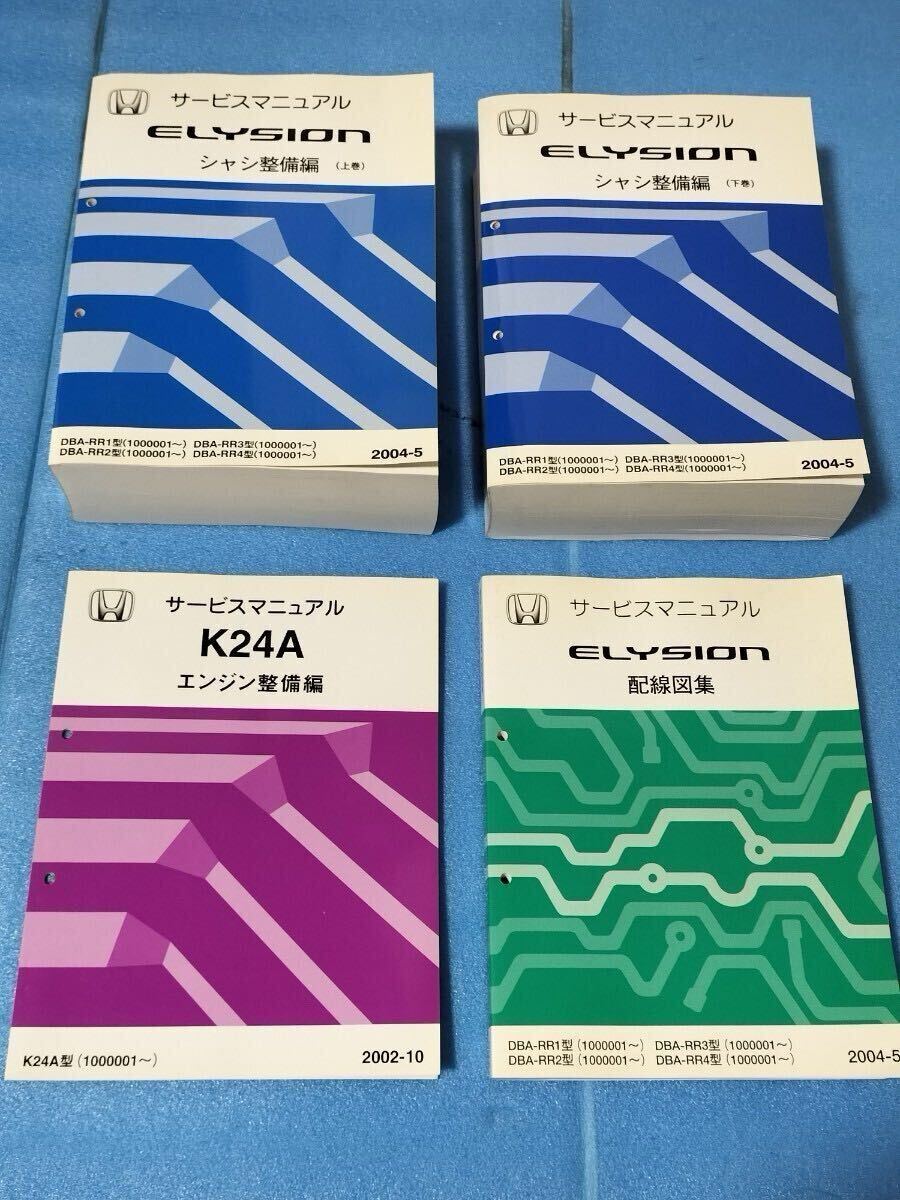 サービスマニュアル
ELYSION
シャシ整備編 (上巻)
DBA-RR1型(1000001~) DBA-RR3型(1000001~)
DBA-RR2型(1000001~) DBA-RR4型(1000001~)
2004-5
サービスマニュアル
ELYSION
シャシ整備編 (下巻)
DBA-RR1型(1000001~) DBA-RR3型(1000001~)
DBA-RR2型(1000001~) DBA-RR4型(1000001~)
2004-5
サービスマニュアル
K24A
エンジン整備編
K24A型(1000001~)
2002-10
サービスマニュアル
ELYSION
配線図集
DBA-RR1型(1000001~) DBA-RR3型(1000001~)
DBA-RR2型(1000001~) DBA-RR4型(1000001~)
2004-5